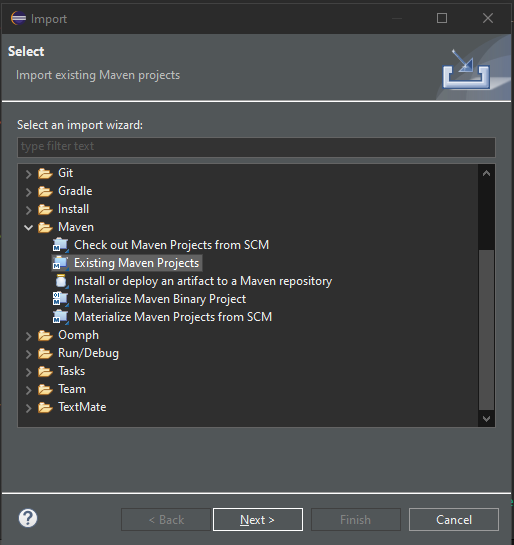 Import
Select
Import existing Maven projects
Select an import wizard:
type filter text
Git
Gradle
Install
Maven
Check out Maven Projects from SCM
Existing Maven Projects
Install or deploy an artifact to a Maven repository
Materialize Maven Binary Project
Materialize Maven Projects from SCM
Oomph
Run/Debug
Tasks
Team
TextMate
< Back
Next >
Finish
Cancel